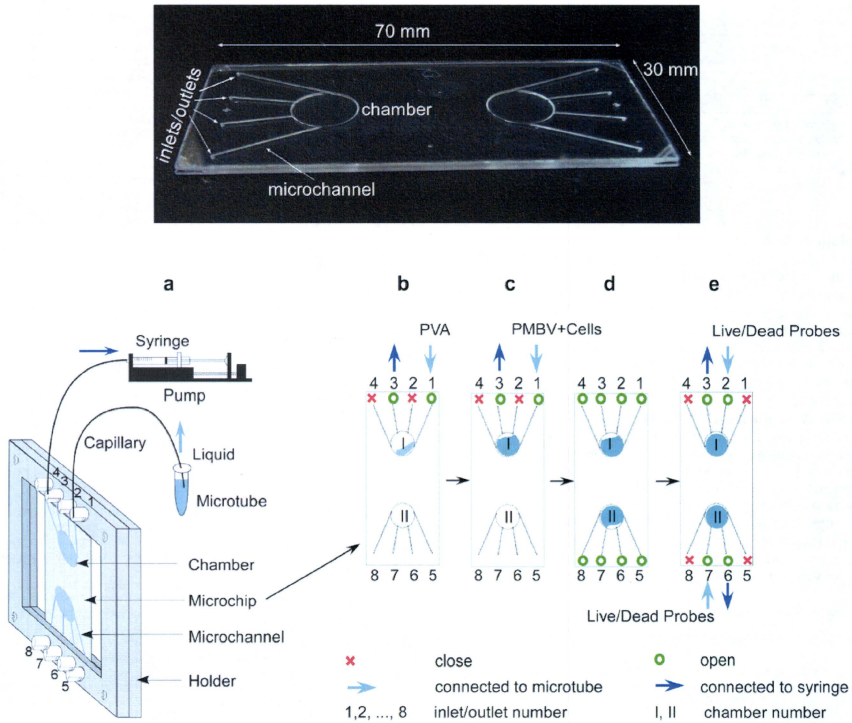 70 mm
30 mm
inlets/outlets
chamber
microchannel
a b c d e
Syringe
Pump
Capillary
Liquid
Microtube
4 3 2 1
Chamber
Microchip
Microchannel
Holder
8 7 6 5
PVA
4 3 2 1
I
II
8 7 6 5
PMBV+Cells
4 3 2 1
I
II
8 7 6 5
4 3 2 1
I
II
8 7 6 5
Live/Dead Probes
4 3 2 1
I
II
8 7 6 5
Live/Dead Probes
x close
o open
connected to microtube
connected to syringe
1,2, ..., 8 inlet/outlet number
I, II chamber number